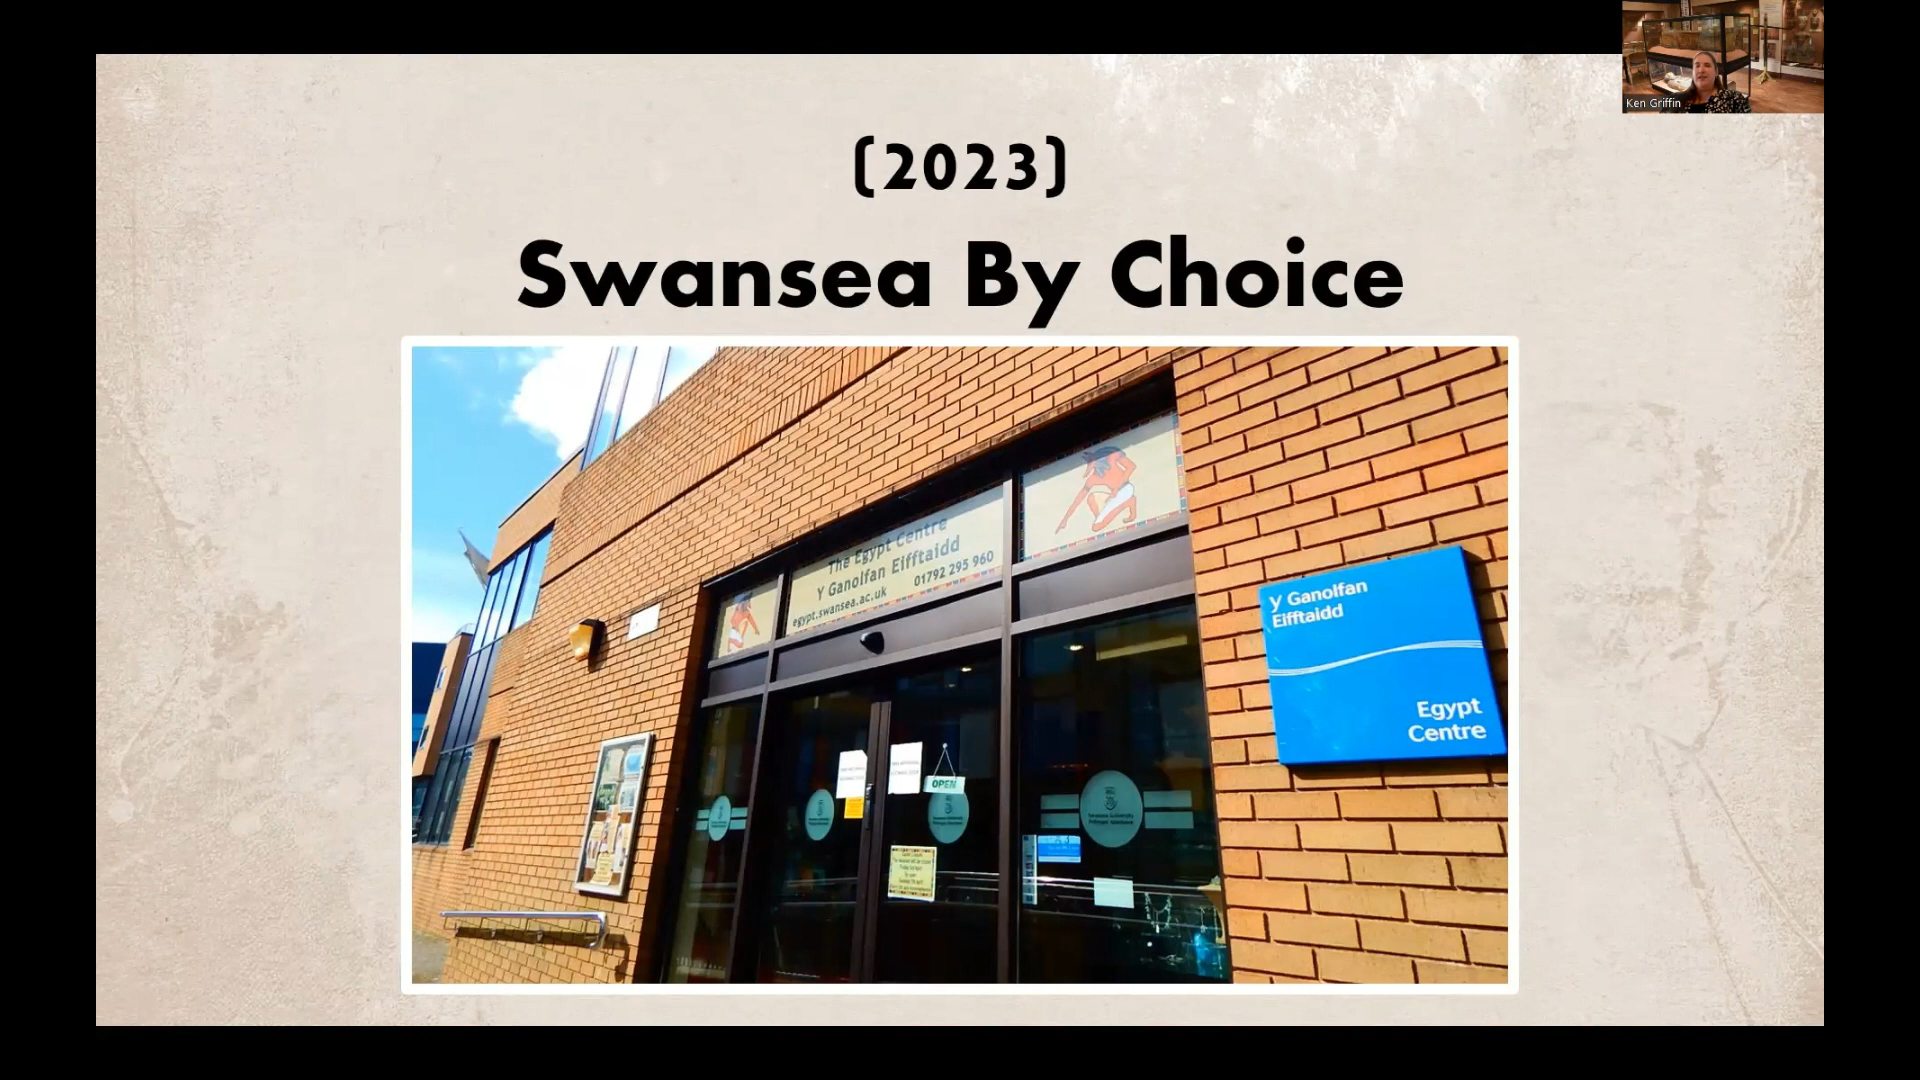 Ken Griffin
(2023)
Swansea By Choice
The Egypt Centre
Y Ganolfan Eifftaidd
01792 295 960
egypt.swansea.ac.uk
Y Ganolfan
Eifftaidd
Egypt
Centre
OPEN